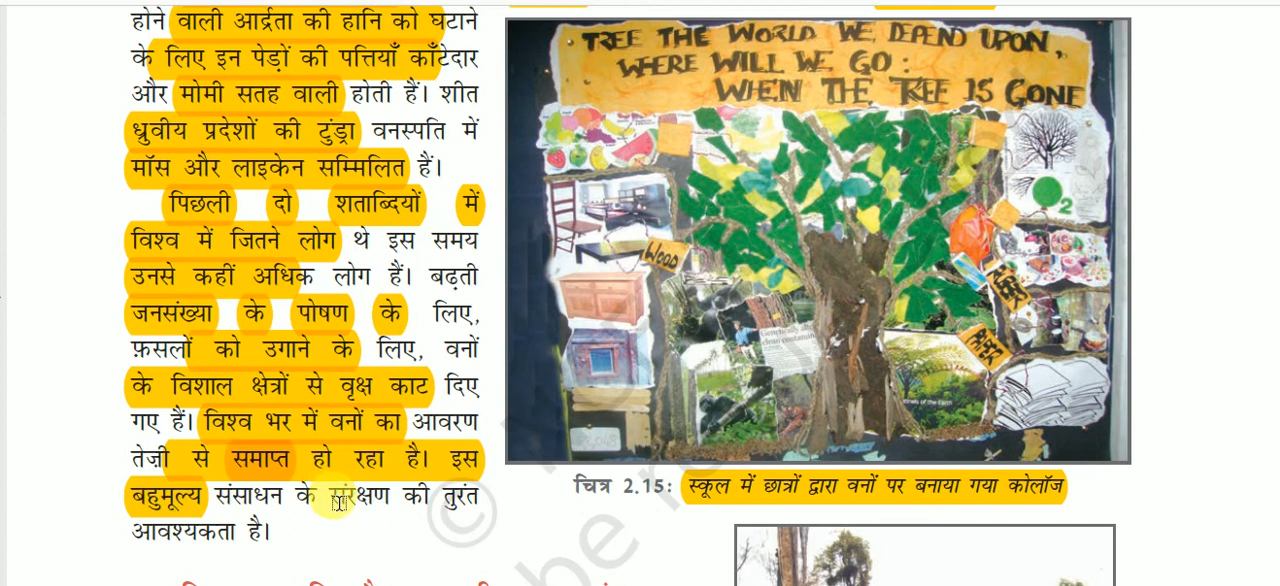 होने वाली आर्द्रता की हानि को घटाने
के लिए इन पेड़ों की पत्तियाँ काँटेदार
और मोमी सतह वाली होती हैं। शीत
ध्रुवीय प्रदेशों की टुंड्रा वनस्पति में
मॉस और लाइकेन सम्मिलित हैं।
पिछली दो शताब्दियों में
विश्व में जितने लोग थे इस समय
उनसे कहीं अधिक लोग हैं। बढ़ती
जनसंख्या के पोषण के लिए,
फ़सलों को उगाने के लिए, वनों
के विशाल क्षेत्रों से वृक्ष काट दिए
गए हैं। विश्व भर में वनों का आवरण
तेज़ी से समाप्त हो रहा है। इस
बहुमूल्य संसाधन के संरक्षण की तुरंत
आवश्यकता है।
TREE THE WORLD WE DEPEND UPON,
WHERE WILL WE GO:
WHEN THE TREE IS GONE
WOOD
2
चित्र 2.15: स्कूल में छात्रों द्वारा वनों पर बनाया गया कोलॉज
©
be re